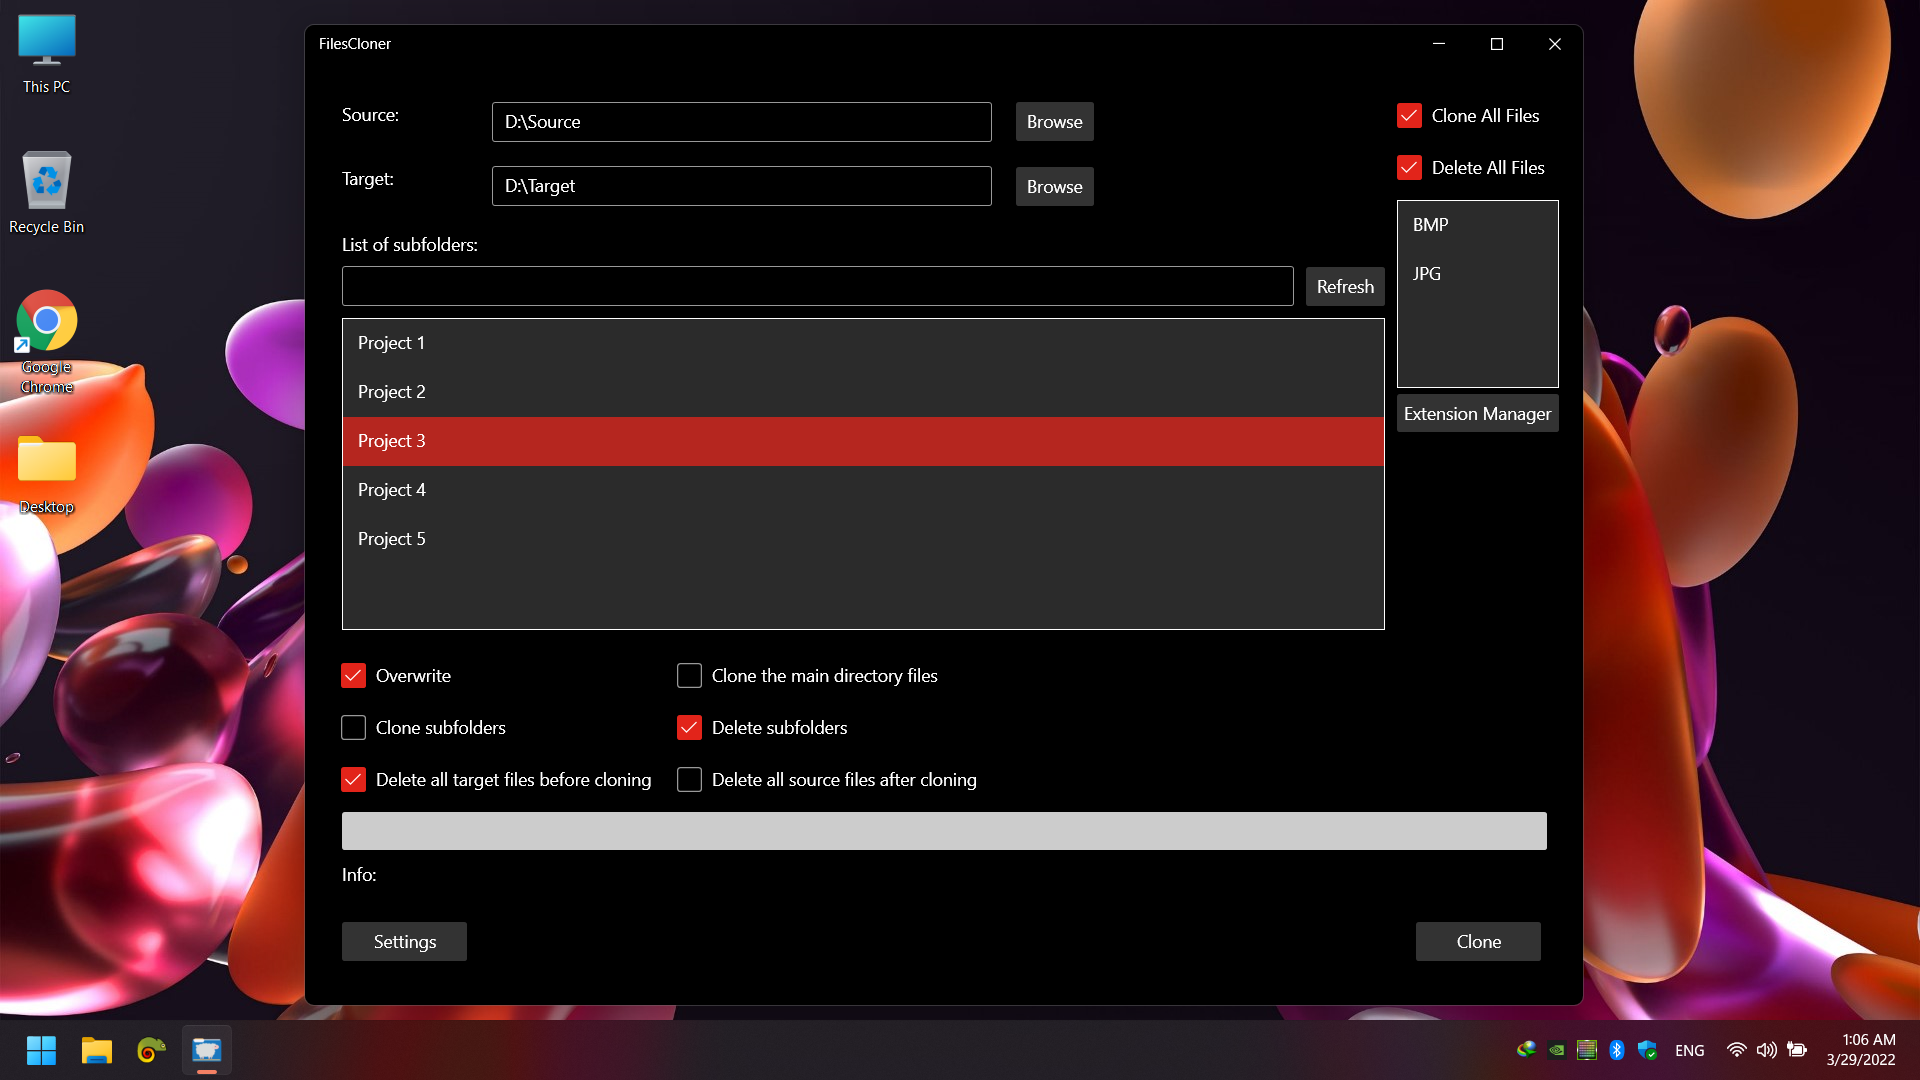 This PC
Recycle Bin
Google
Chrome
Desktop
FilesCloner
Source:
D:\Source
Browse
Target:
D:\Target
Browse
Clone All Files
Delete All Files
BMP
JPG
Extension Manager
List of subfolders:
Refresh
Project 1
Project 2
Project 3
Project 4
Project 5
Overwrite
Clone the main directory files
Clone subfolders
Delete subfolders
Delete all target files before cloning
Delete all source files after cloning
Info:
Settings
Clone
ENG
1:06 AM
3/29/2022